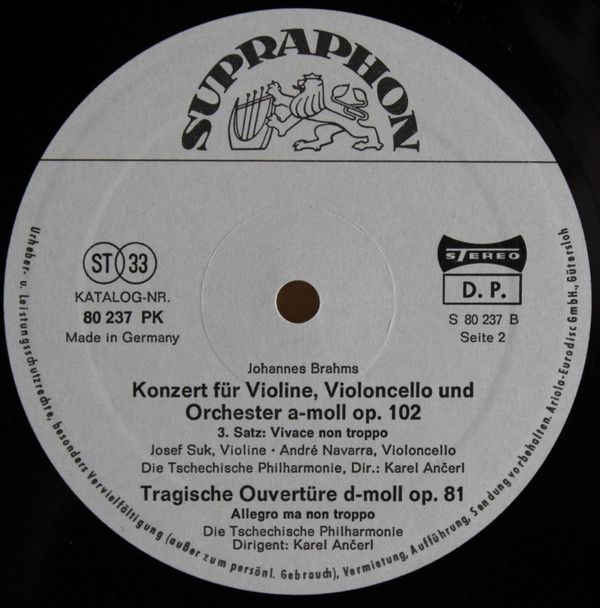 SUPRAPHON
ST 33
KATALOG-NR.
80 237 PK
Made in Germany
STEREO
D. P.
S 80 237 B
Seite 2
Johannes Brahms
Konzert für Violine, Violoncello und
Orchester a-moll op. 102
3. Satz: Vivace non troppo
Josef Suk, Violine · André Navarra, Violoncello
Die Tschechische Philharmonie, Dir.: Karel Ančerl
Tragische Ouvertüre d-moll op. 81
Allegro ma non troppo
Die Tschechische Philharmonie
Dirigent: Karel Ančerl
Urheber- u. Leistungsschutzrechte, besonders Vervielfältigung (außer zum persönl. Gebrauch), Vermietung, Aufführung, Sendung vorbehalten. Ariola-Eurodisc GmbH., Gütersloh